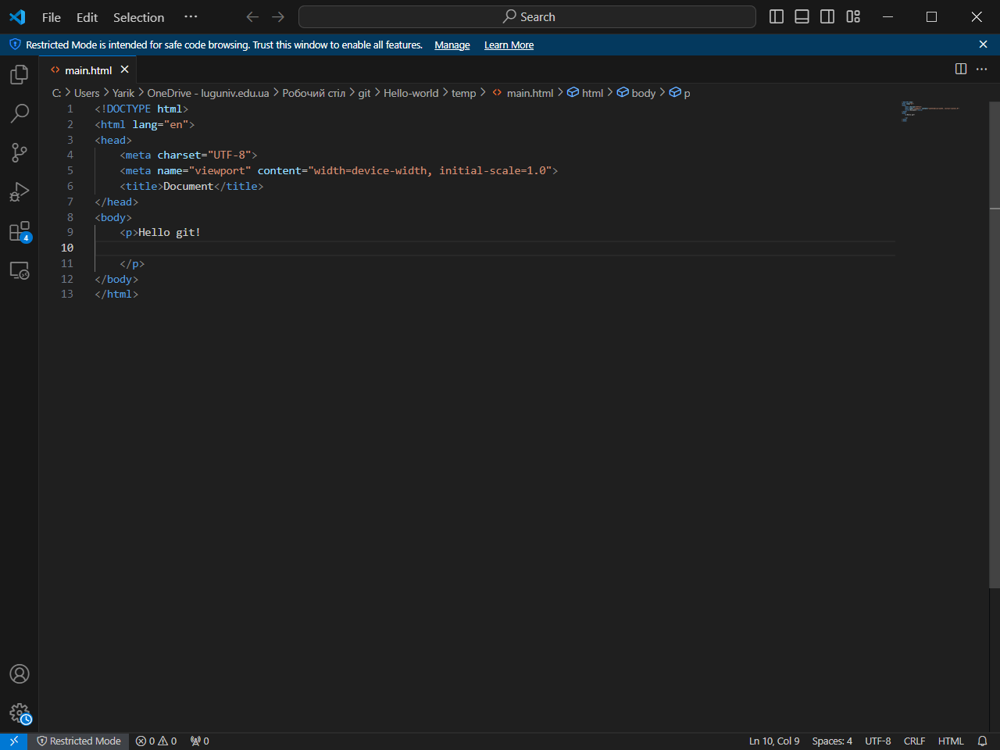 File Edit Selection ··· Search
Restricted Mode is intended for safe code browsing. Trust this window to enable all features. Manage Learn More
main.html
C: > Users > Yarik > OneDrive - luguniv.edu.ua > Робочий стіл > git > Hello-world > temp > main.html > html > body > p
1 <!DOCTYPE html>
2 <html lang="en">
3 <head>
4     <meta charset="UTF-8">
5     <meta name="viewport" content="width=device-width, initial-scale=1.0">
6     <title>Document</title>
7 </head>
8 <body>
9     <p>Hello git!
10
11     </p>
12 </body>
13 </html>
4
Restricted Mode 0 0 0 Ln 10, Col 9 Spaces: 4 UTF-8 CRLF HTML